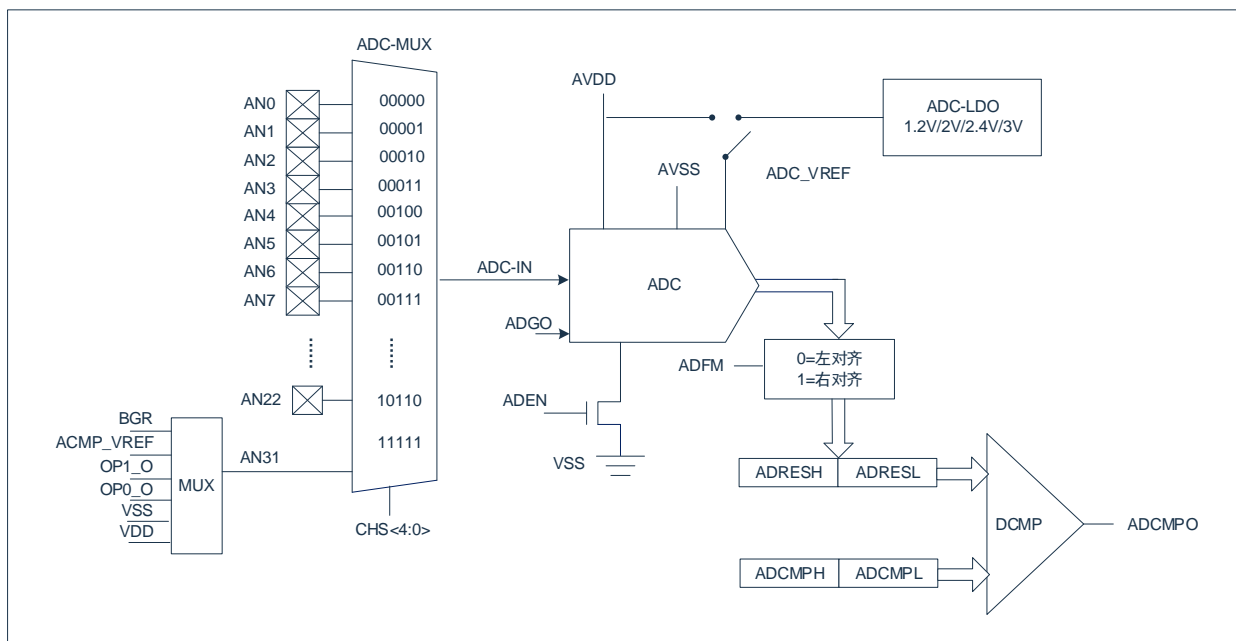 ADC-MUX
AN0
00000
AN1
00001
AN2
00010
AN3
00011
AN4
00100
AN5
00101
AN6
00110
AN7
00111
AN22
10110
11111
BGR
ACMP_VREF
OP1_O
OP0_O
VSS
VDD
MUX
AN31
CHS<4:0>
ADC-IN
ADGO
ADEN
VSS
AVDD
AVSS
ADC_VREF
ADC-LDO
1.2V/2V/2.4V/3V
ADC
ADFM
0=左对齐
1=右对齐
ADRESH
ADRESL
ADCMPH
ADCMPL
DCMP
ADCMPO